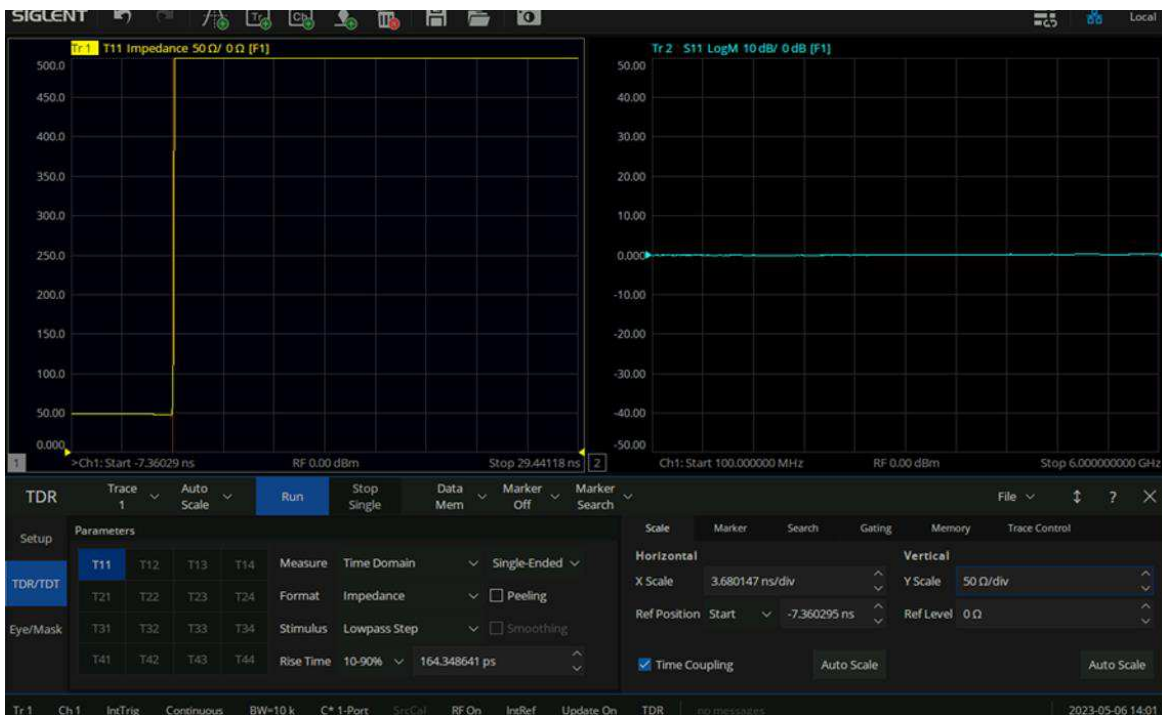 SIGLENT Tr Cb Local
Tr 1 T11 Impedance 50 Ω/ 0 Ω [F1]
500.0
450.0
400.0
350.0
300.0
250.0
200.0
150.0
100.0
50.00
0.000
1 >Ch1: Start -7.36029 ns RF 0.00 dBm Stop 29.44118 ns
Tr 2 S11 LogM 10 dB/ 0 dB [F1]
50.00
40.00
30.00
20.00
10.00
0.000
-10.00
-20.00
-30.00
-40.00
-50.00
2 Ch1: Start 100.000000 MHz RF 0.00 dBm Stop 6.000000000 GHz
TDR Trace 1 Auto Scale Run Stop Single Data Mem Marker Off Marker Search File ? X
Setup
TDR/TDT
Eye/Mask
Parameters
T11 T12 T13 T14
T21 T22 T23 T24
T31 T32 T33 T34
T41 T42 T43 T44
Measure Time Domain Single-Ended
Format Impedance Peeling
Stimulus Lowpass Step Smoothing
Rise Time 10-90% 164.348641 ps
Scale Marker Search Gating Memory Trace Control
Horizontal Vertical
X Scale 3.680147 ns/div Y Scale 50 Ω/div
Ref Position Start -7.360295 ns Ref Level 0 Ω
Time Coupling Auto Scale Auto Scale
Tr 1 Ch 1 IntTrig Continuous BW=10 k C* 1-Port SrcCal RF On IntRef Update On TDR no messages 2023-05-06 14:01